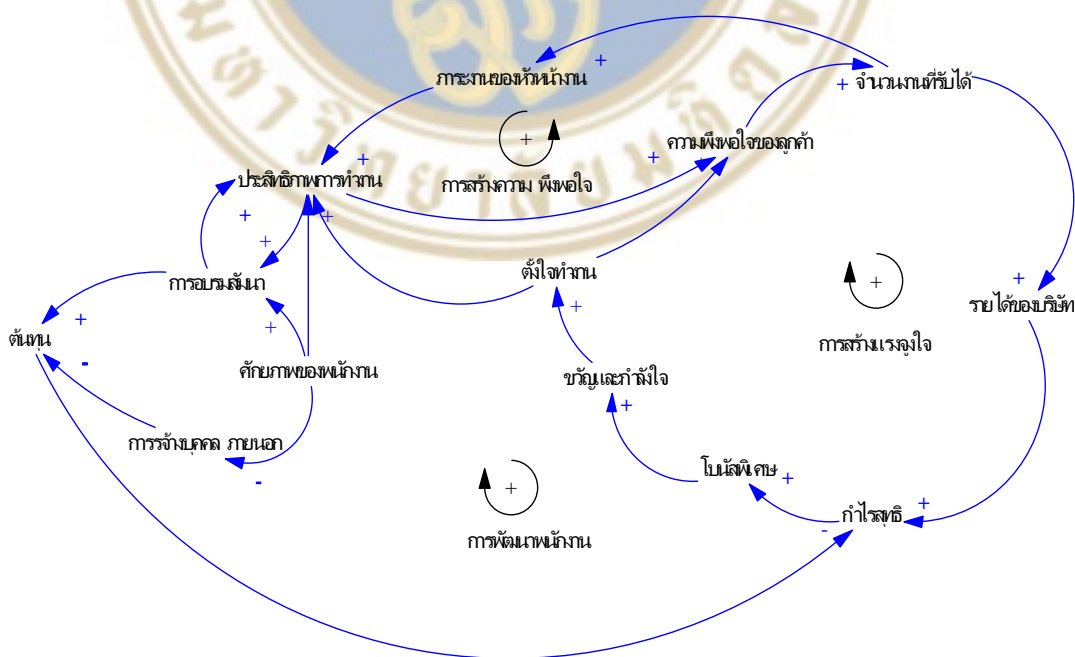 ภาระงานของหัวหน้างาน
+
+ จำนวนงานที่รับได้
ความพึงพอใจของลูกค้า
+
+
+
ประสิทธิภาพการทำงาน
การสร้างความ พึงพอใจ
+
+
+
+
การอบรมสัมนา
ตั้งใจทำงาน
+
+
รายได้ของบริษัท
+
+
+
ต้นทุน
-
การสร้างแรงจูงใจ
ศักยภาพของพนักงาน
ขวัญและกำลังใจ
+
การจ้างบุคคล ภายนอก
-
โบนัสพิเศษ
+
+
การพัฒนาพนักงาน
กำไรสุทธิ
+
-